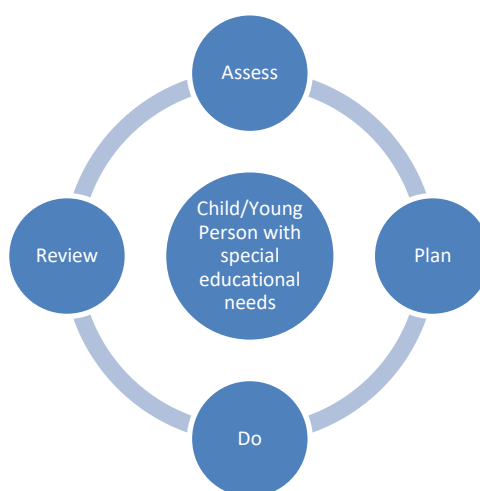 Assess
Child/Young
Person with
special
educational
needs
Review
Plan
Do